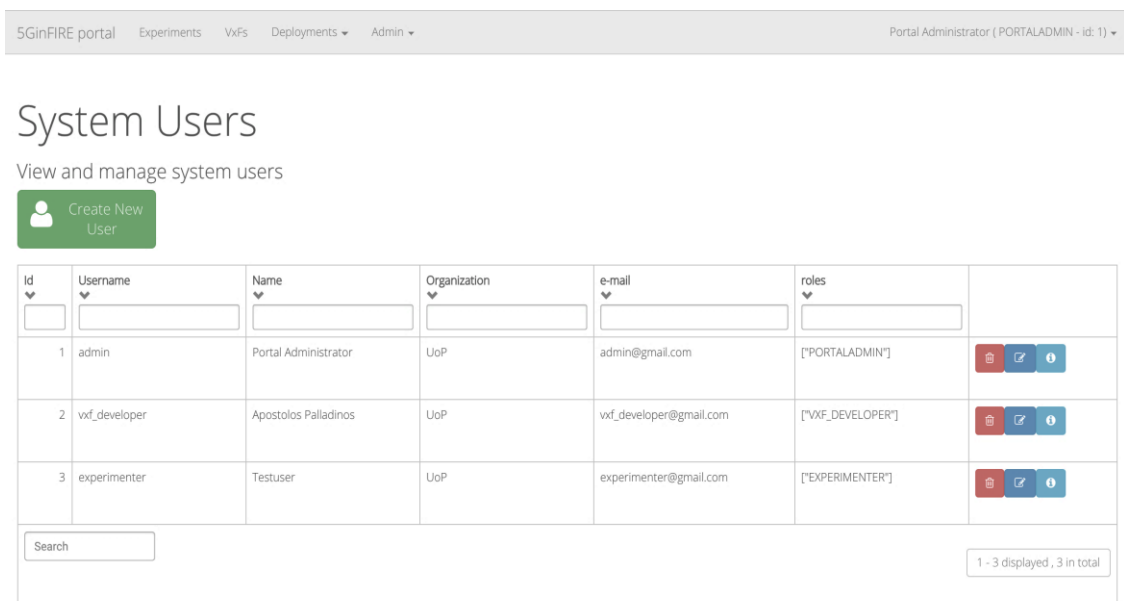 5GinFIRE portal Experiments VxFs Deployments Admin Portal Administrator ( PORTALADMIN - id: 1)
System Users
View and manage system users
Create New
User
Id Username Name Organization e-mail roles
1 admin Portal Administrator UoP admin@gmail.com ["PORTALADMIN"]
2 vxf_developer Apostolos Palladinos UoP vxf_developer@gmail.com ["VXF_DEVELOPER"]
3 experimenter Testuser UoP experimenter@gmail.com ["EXPERIMENTER"]
Search
1 - 3 displayed , 3 in total